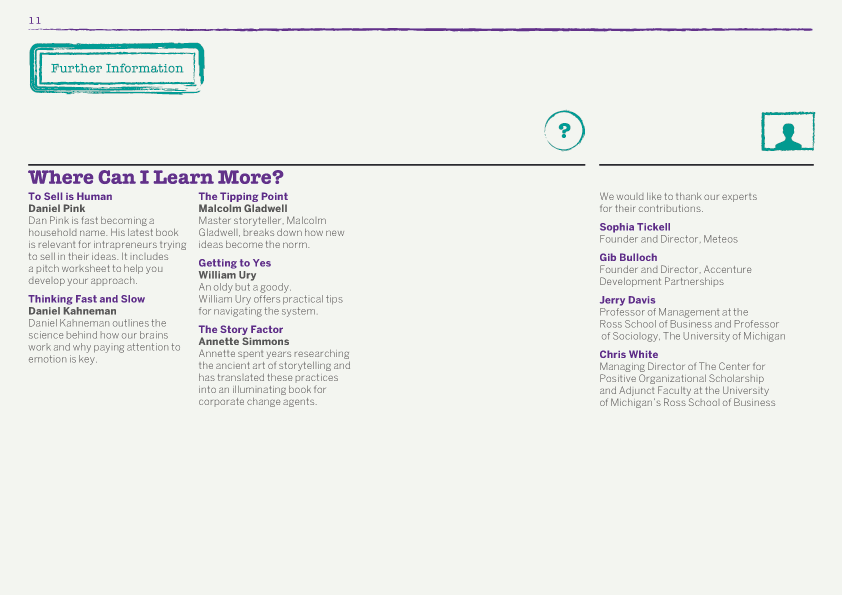 11
Further Information
?
Where Can I Learn More?
To Sell is Human
Daniel Pink
Dan Pink is fast becoming a
household name. His latest book
is relevant for intrapreneurs trying
to sell in their ideas. It includes
a pitch worksheet to help you
develop your approach.
Thinking Fast and Slow
Daniel Kahneman
Daniel Kahneman outlines the
science behind how our brains
work and why paying attention to
emotion is key.
The Tipping Point
Malcolm Gladwell
Master storyteller, Malcolm
Gladwell, breaks down how new
ideas become the norm.
Getting to Yes
William Ury
An oldy but a goody.
William Ury offers practical tips
for navigating the system.
The Story Factor
Annette Simmons
Annette spent years researching
the ancient art of storytelling and
has translated these practices
into an illuminating book for
corporate change agents.
We would like to thank our experts
for their contributions.
Sophia Tickell
Founder and Director, Meteos
Gib Bulloch
Founder and Director, Accenture
Development Partnerships
Jerry Davis
Professor of Management at the
Ross School of Business and Professor
of Sociology, The University of Michigan
Chris White
Managing Director of The Center for
Positive Organizational Scholarship
and Adjunct Faculty at the University
of Michigan's Ross School of Business